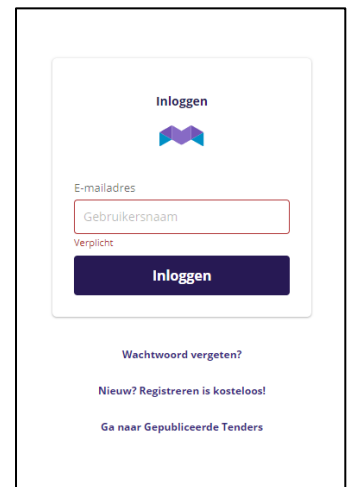 Inloggen
E-mailadres
Gebruikersnaam
Verplicht
Inloggen
Wachtwoord vergeten?
Nieuw? Registreren is kosteloos!
Ga naar Gepubliceerde Tenders